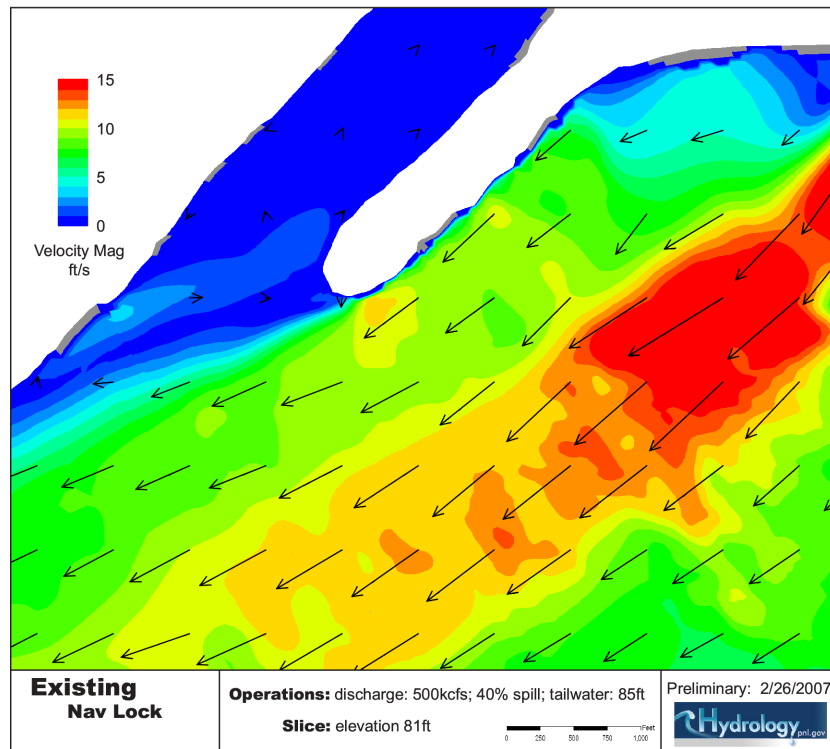 15
10
5
0
Velocity Mag
ft/s
Existing
Nav Lock
Operations: discharge: 500kcfs; 40% spill; tailwater: 85ft
Slice: elevation 81ft
Feet
0 250 500 750 1,000
Preliminary: 2/26/2007
Hydrology
pnl.gov